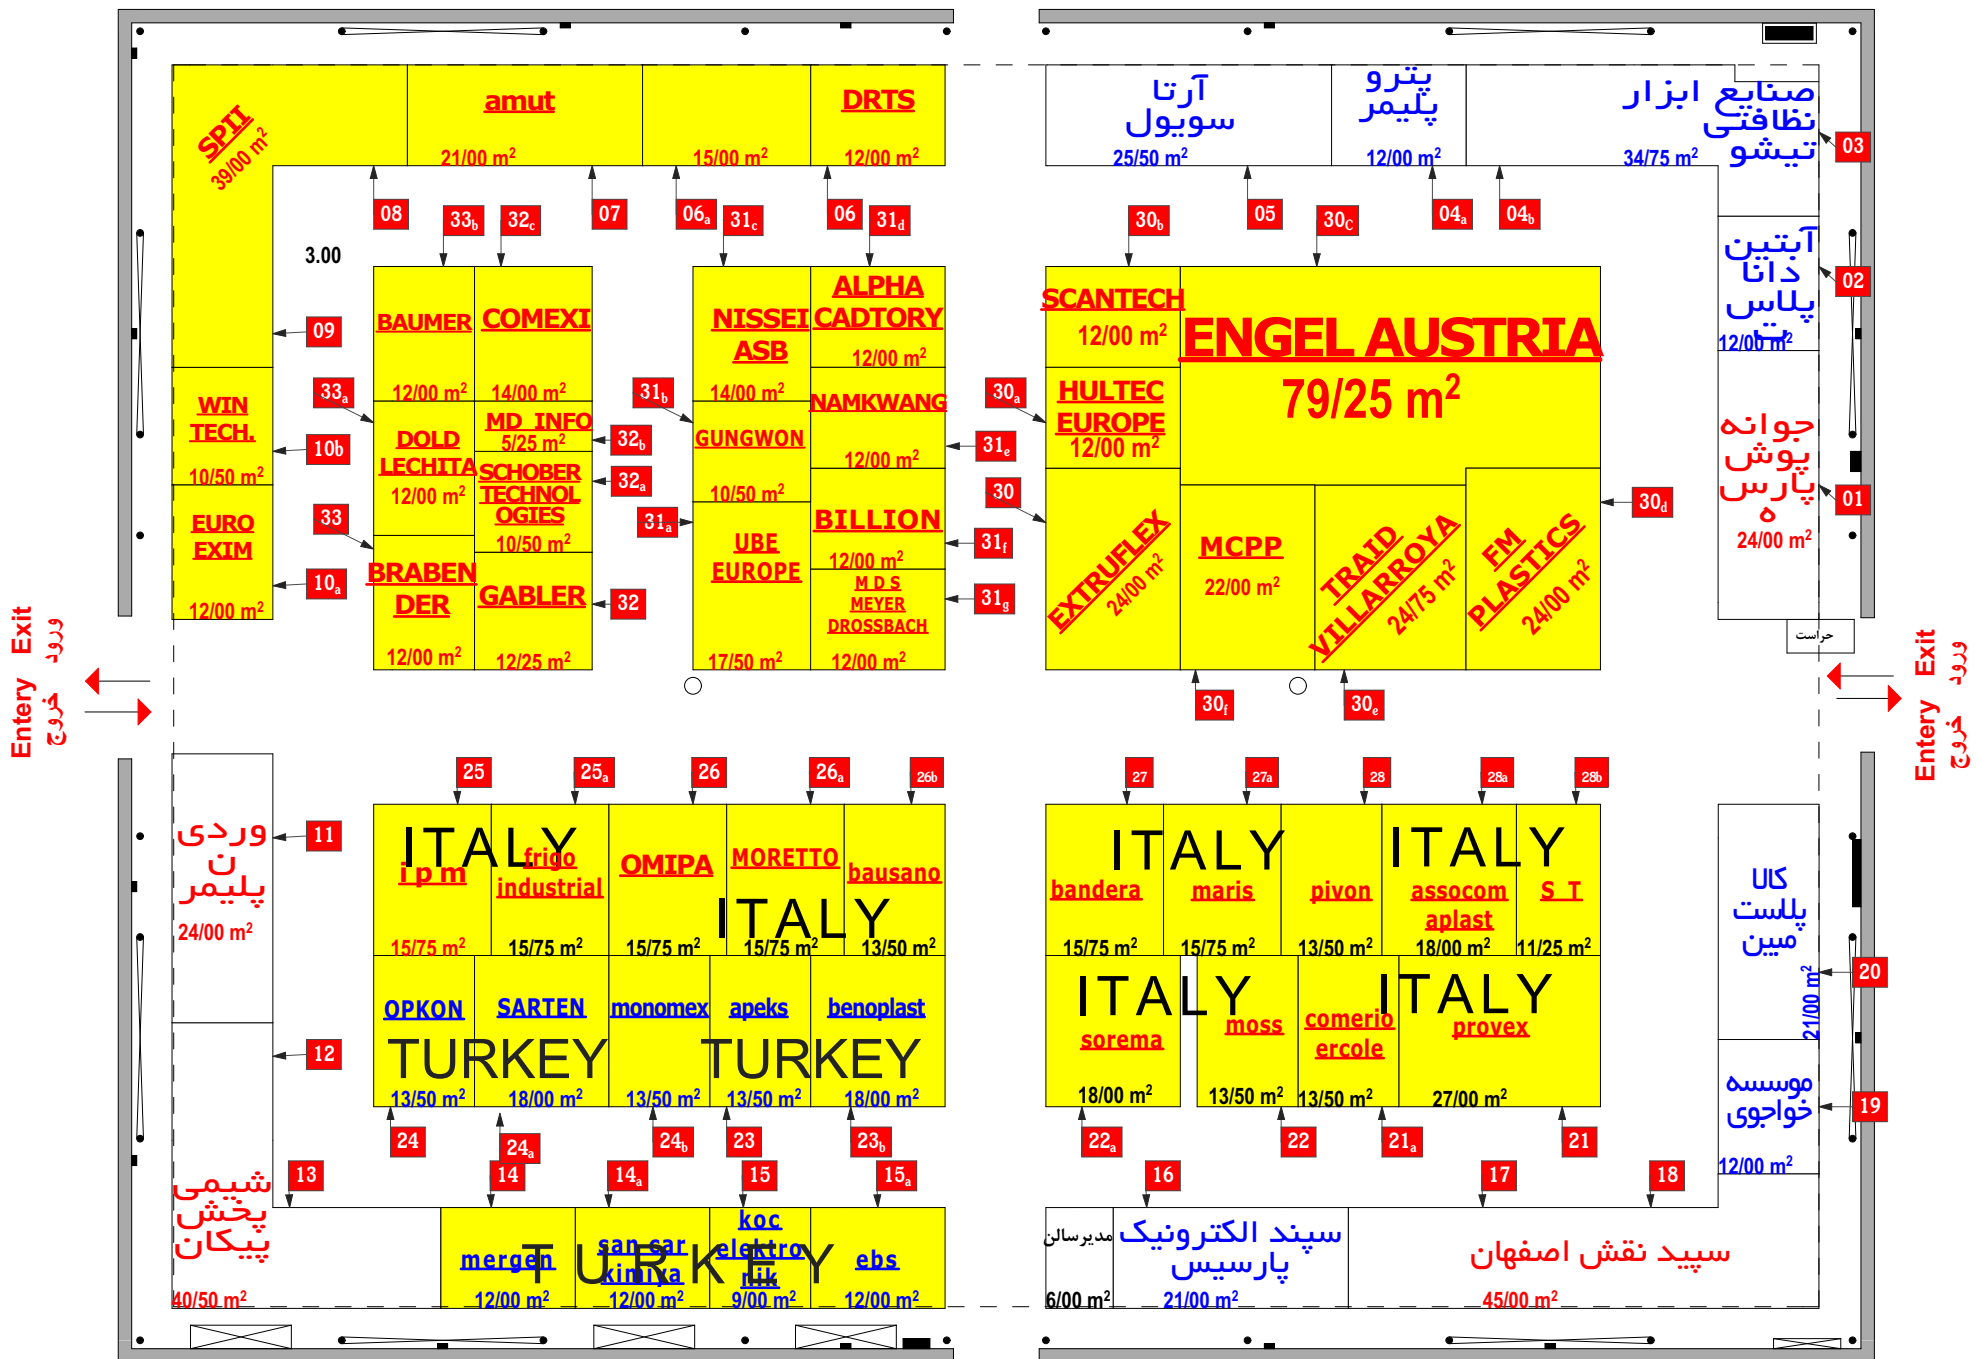 SPII
39/00 m²
amut
21/00 m²
15/00 m²
DRTS
12/00 m²
آرتا
سوبول
25/50 m²
پترو
پلیمر
12/00 m²
صنایع ابزار
نظافتی
تیشو
34/75 m²
03
08
33b
32c
07
06a
31c
06
31d
30b
05
30C
04a
04b
3.00
آبتین
دانا
پلاس
ت
12/00 m²
02
09
BAUMER
12/00 m²
COMEXI
14/00 m²
NISSEI
ASB
14/00 m²
ALPHA
CADTORY
12/00 m²
SCANTECH
12/00 m²
ENGEL AUSTRIA
79/25 m²
WIN
TECH.
10/50 m²
10b
33a
DOLD
LECHITA
12/00 m²
MD INFO
5/25 m²
32b
31b
GUNGWON
10/50 m²
NAMKWANG
12/00 m²
31e
30a
HULTEC
EUROPE
12/00 m²
جوانه
پوش
پارس
ه
24/00 m²
01
SCHOBER
TECHNOL
OGIES
10/50 m²
32a
31a
30
30d
EURO
EXIM
12/00 m²
10a
33
BRABEN
DER
12/00 m²
GABLER
12/25 m²
32
UBE
EUROPE
17/50 m²
BILLION
12/00 m²
31f
M D S
MEYER
DROSSBACH
12/00 m²
31g
EXTRUFLEX
24/00 m²
MCPP
22/00 m²
TRAID
VILLARROYA
24/75 m²
FM
PLASTICS
24/00 m²
حراست
Entery Exit
ورود
خروج
Entery Exit
ورود
خروج
30f
30e
25
25a
26
26a
26b
27
27a
28
28a
28b
وردی
ن
پلیمر
24/00 m²
11
ITALY
ipm
15/75 m²
frigo
industrial
15/75 m²
OMIPA
15/75 m²
MORETTO
15/75 m²
ITALY
bausano
13/50 m²
ITALY
bandera
15/75 m²
maris
15/75 m²
pivon
13/50 m²
ITALY
assocom
aplast
18/00 m²
S T
11/25 m²
کالا
پلاست
مبین
21/00 m²
20
12
OPKON
13/50 m²
SARTEN
18/00 m²
TURKEY
monomex
13/50 m²
apeks
13/50 m²
benoplast
18/00 m²
TURKEY
ITALY
sorema
18/00 m²
moss
13/50 m²
comerio
ercole
13/50 m²
ITALY
provex
27/00 m²
موسسه
خواجوی
12/00 m²
19
24
24a
24b
23
23b
22a
22
21a
21
13
14
14a
15
15a
16
17
18
شیمی
پخش
پیکان
40/50 m²
mergen
12/00 m²
san sar
kimiya
12/00 m²
koc
elektro
nik
9/00 m²
ebs
12/00 m²
TURKEY
مدیرسالن
6/00 m²
سپند الکترونیک
پارسیس
21/00 m²
سپید نقش اصفهان
45/00 m²